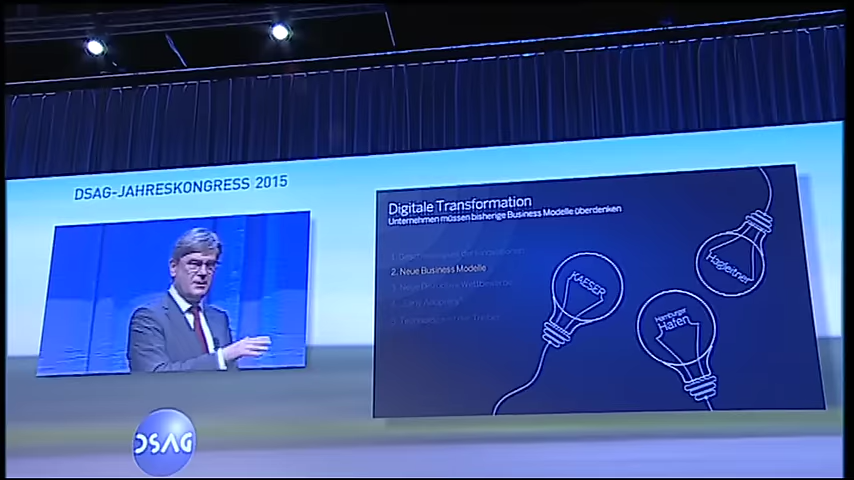 DSAG-JAHRESKONGRESS 2015
Digitale Transformation
Unternehmen müssen bisherige Business Modelle überdenken
2. Neue Business Modelle
KAESER
Hagleitner
Hamburger
Hafen
DSAG